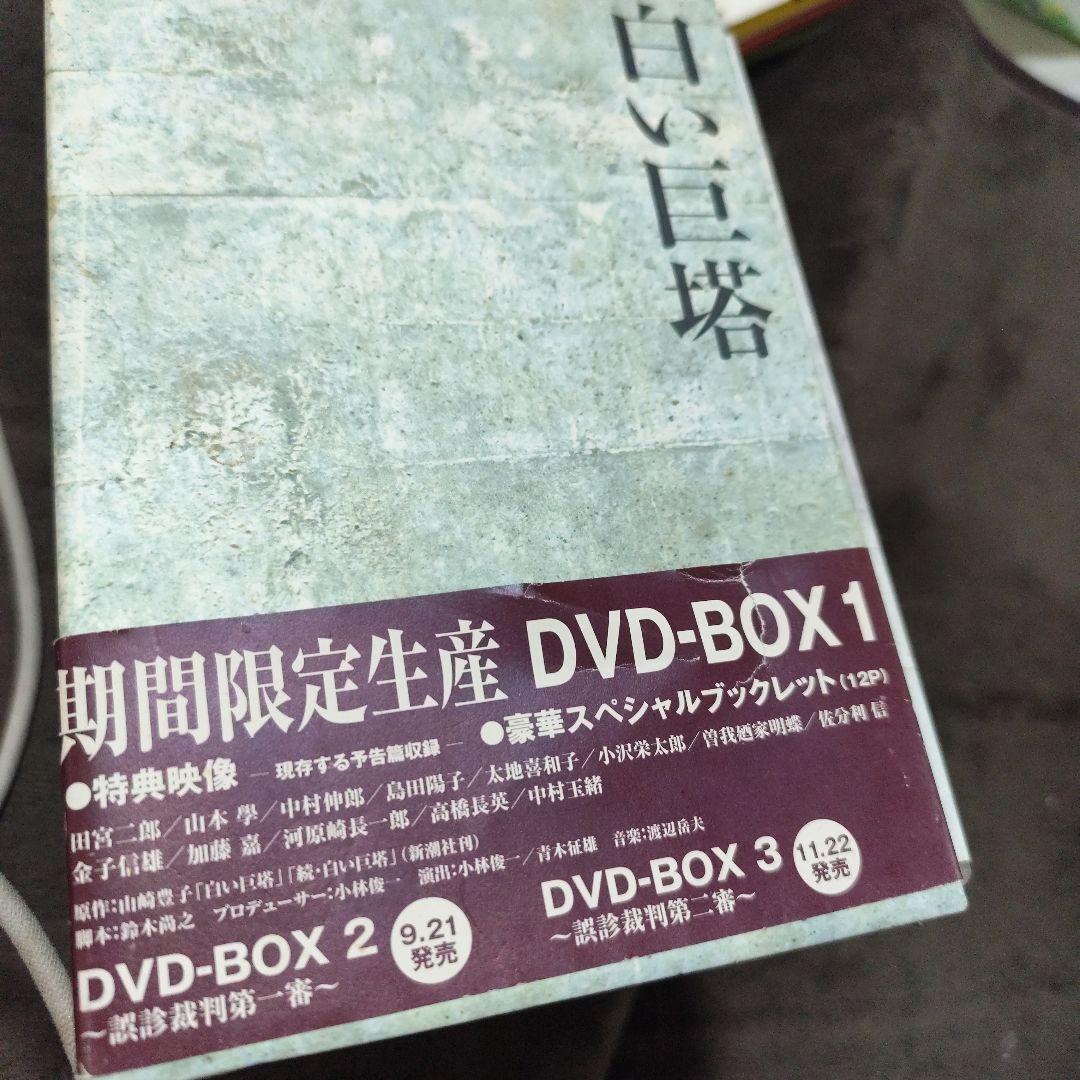 白い巨塔
期間限定生産 DVD-BOX1
●特典映像 ー現存する予告篇収録ー ●豪華スペシャルブックレット(12P)
田宮二郎／山本 學／中村伸郎／島田陽子／太地喜和子／小沢栄太郎／曽我廼家明蝶／佐分利 信
金子信雄／加藤 嘉／河原崎長一郎／高橋長英／中村玉緒
原作:山崎豊子「白い巨塔」「続・白い巨塔」(新潮社刊)
脚本:鈴木尚之 プロデューサー:小林俊一 演出:小林俊一／青木征雄 音楽:渡辺岳夫
DVD-BOX 2 9.21発売
～誤診裁判第一審～
DVD-BOX 3 11.22発売
～誤診裁判第二審～